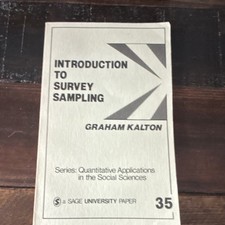 INTRODUCTION
TO
SURVEY
SAMPLING
GRAHAM KALTON
Series: Quantitative Applications
in the Social Sciences
S a SAGE UNIVERSITY PAPER 35